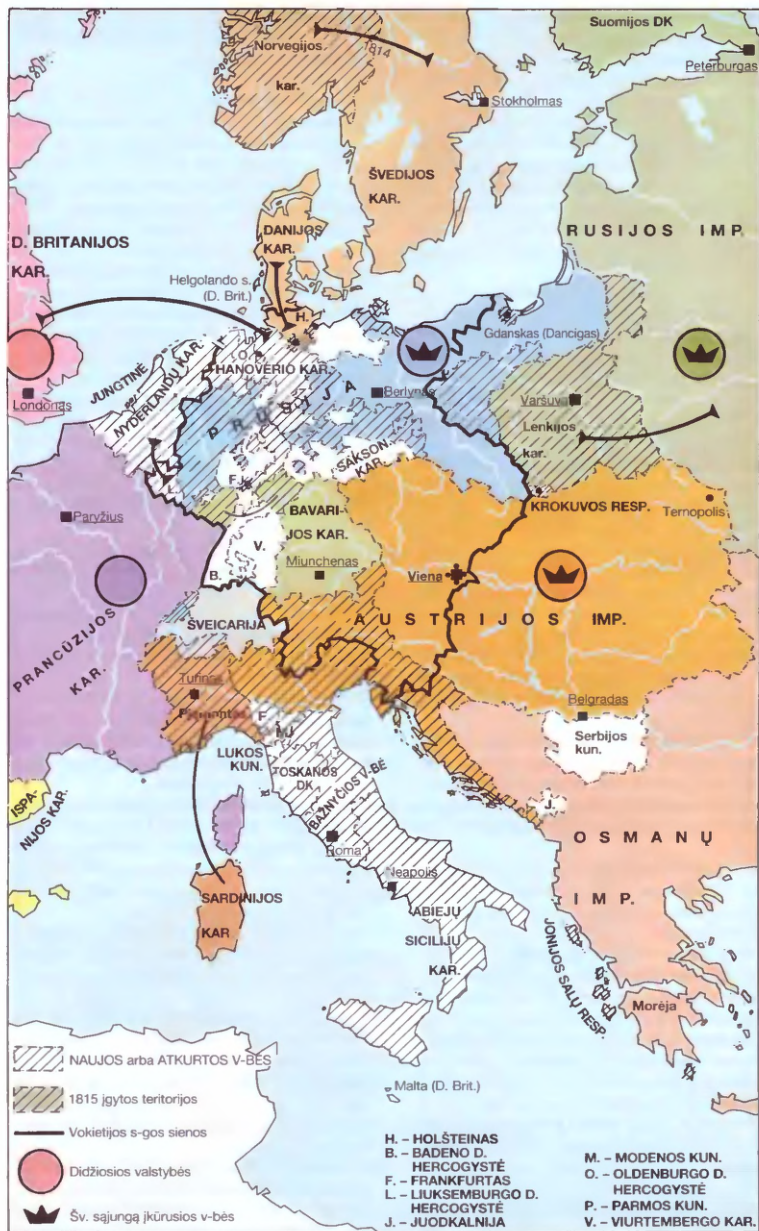 Norvegijos
kar.
1814
Suomijos DK
Peterburgas
Stokholmas
ŠVEDIJOS
KAR.
DANIJOS
KAR.
RUSIJOS IMP.
D. BRITANIJOS
KAR.
Helgolando s.
(D. Brit.)
H.
Gdanskas (Dancigas)
O.
HANOVERIO KAR.
JUNGTINĖ
NYDERLANDŲ KAR.
Londonas
PRŪSIJA
Berlynas
Varšuva
Lenkijos
kar.
SAKSON.
KAR.
F.
L.
KROKUVOS RESP.
Ternopolis
Paryžius
BAVARI-
JOS KAR.
V.
B.
Miunchenas
Viena
AUSTRIJOS IMP.
ŠVEICARIJA
PRANCŪZIJOS
KAR.
Turinas
Pjemontas
P.
M.
LUKOS
KUN.
TOSKANOS
DK
BAŽNYČIOS V-BĖ
Belgradas
Serbijos
kun.
J.
ISPA-
NIJOS KAR.
Roma
Neapolis
OSMANŲ
IMP.
SARDINIJOS
KAR.
ABIEJŲ
SICILIJŲ
KAR.
JONIJOS SALŲ RESP.
Morėja
Malta (D. Brit.)
NAUJOS arba ATKURTOS V-BĖS
1815 įgytos teritorijos
Vokietijos s-gos sienos
Didžiosios valstybės
Šv. sąjungą įkūrusios v-bės
H. – HOLŠTEINAS
B. – BADENO D.
HERCOGYSTĖ
F. – FRANKFURTAS
L. – LIUKSEMBURGO D.
HERCOGYSTĖ
J. – JUODKALNIJA
M. – MODENOS KUN.
O. – OLDENBURGO D.
HERCOGYSTĖ
P. – PARMOS KUN.
V. – VIURTEMBERGO KAR.